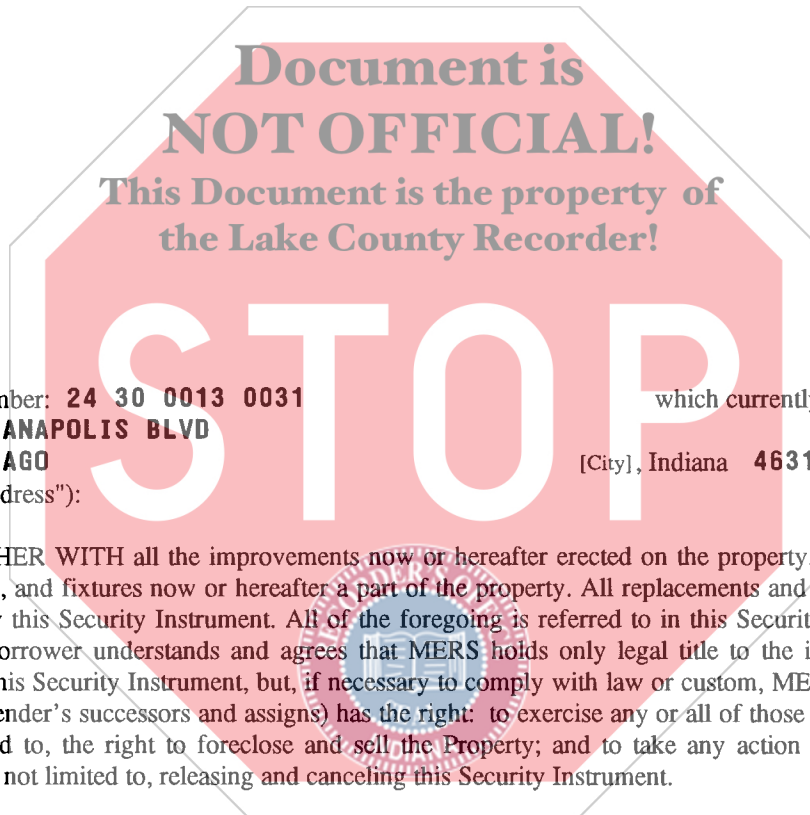 Document is
NOT OFFICIAL!
This Document is the property of
the Lake County Recorder!
STOP
nber: 24 30 0013 0031 which currently
ANAPOLIS BLVD
AGO [City], Indiana 4631
dress"):
HER WITH all the improvements now or hereafter erected on the property,
, and fixtures now or hereafter a part of the property. All replacements and
this Security Instrument. All of the foregoing is referred to in this Securit
orrower understands and agrees that MERS holds only legal title to the i
his Security Instrument, but, if necessary to comply with law or custom, ME
ender's successors and assigns) has the right: to exercise any or all of those
d to, the right to foreclose and sell the Property; and to take any action
not limited to, releasing and canceling this Security Instrument.